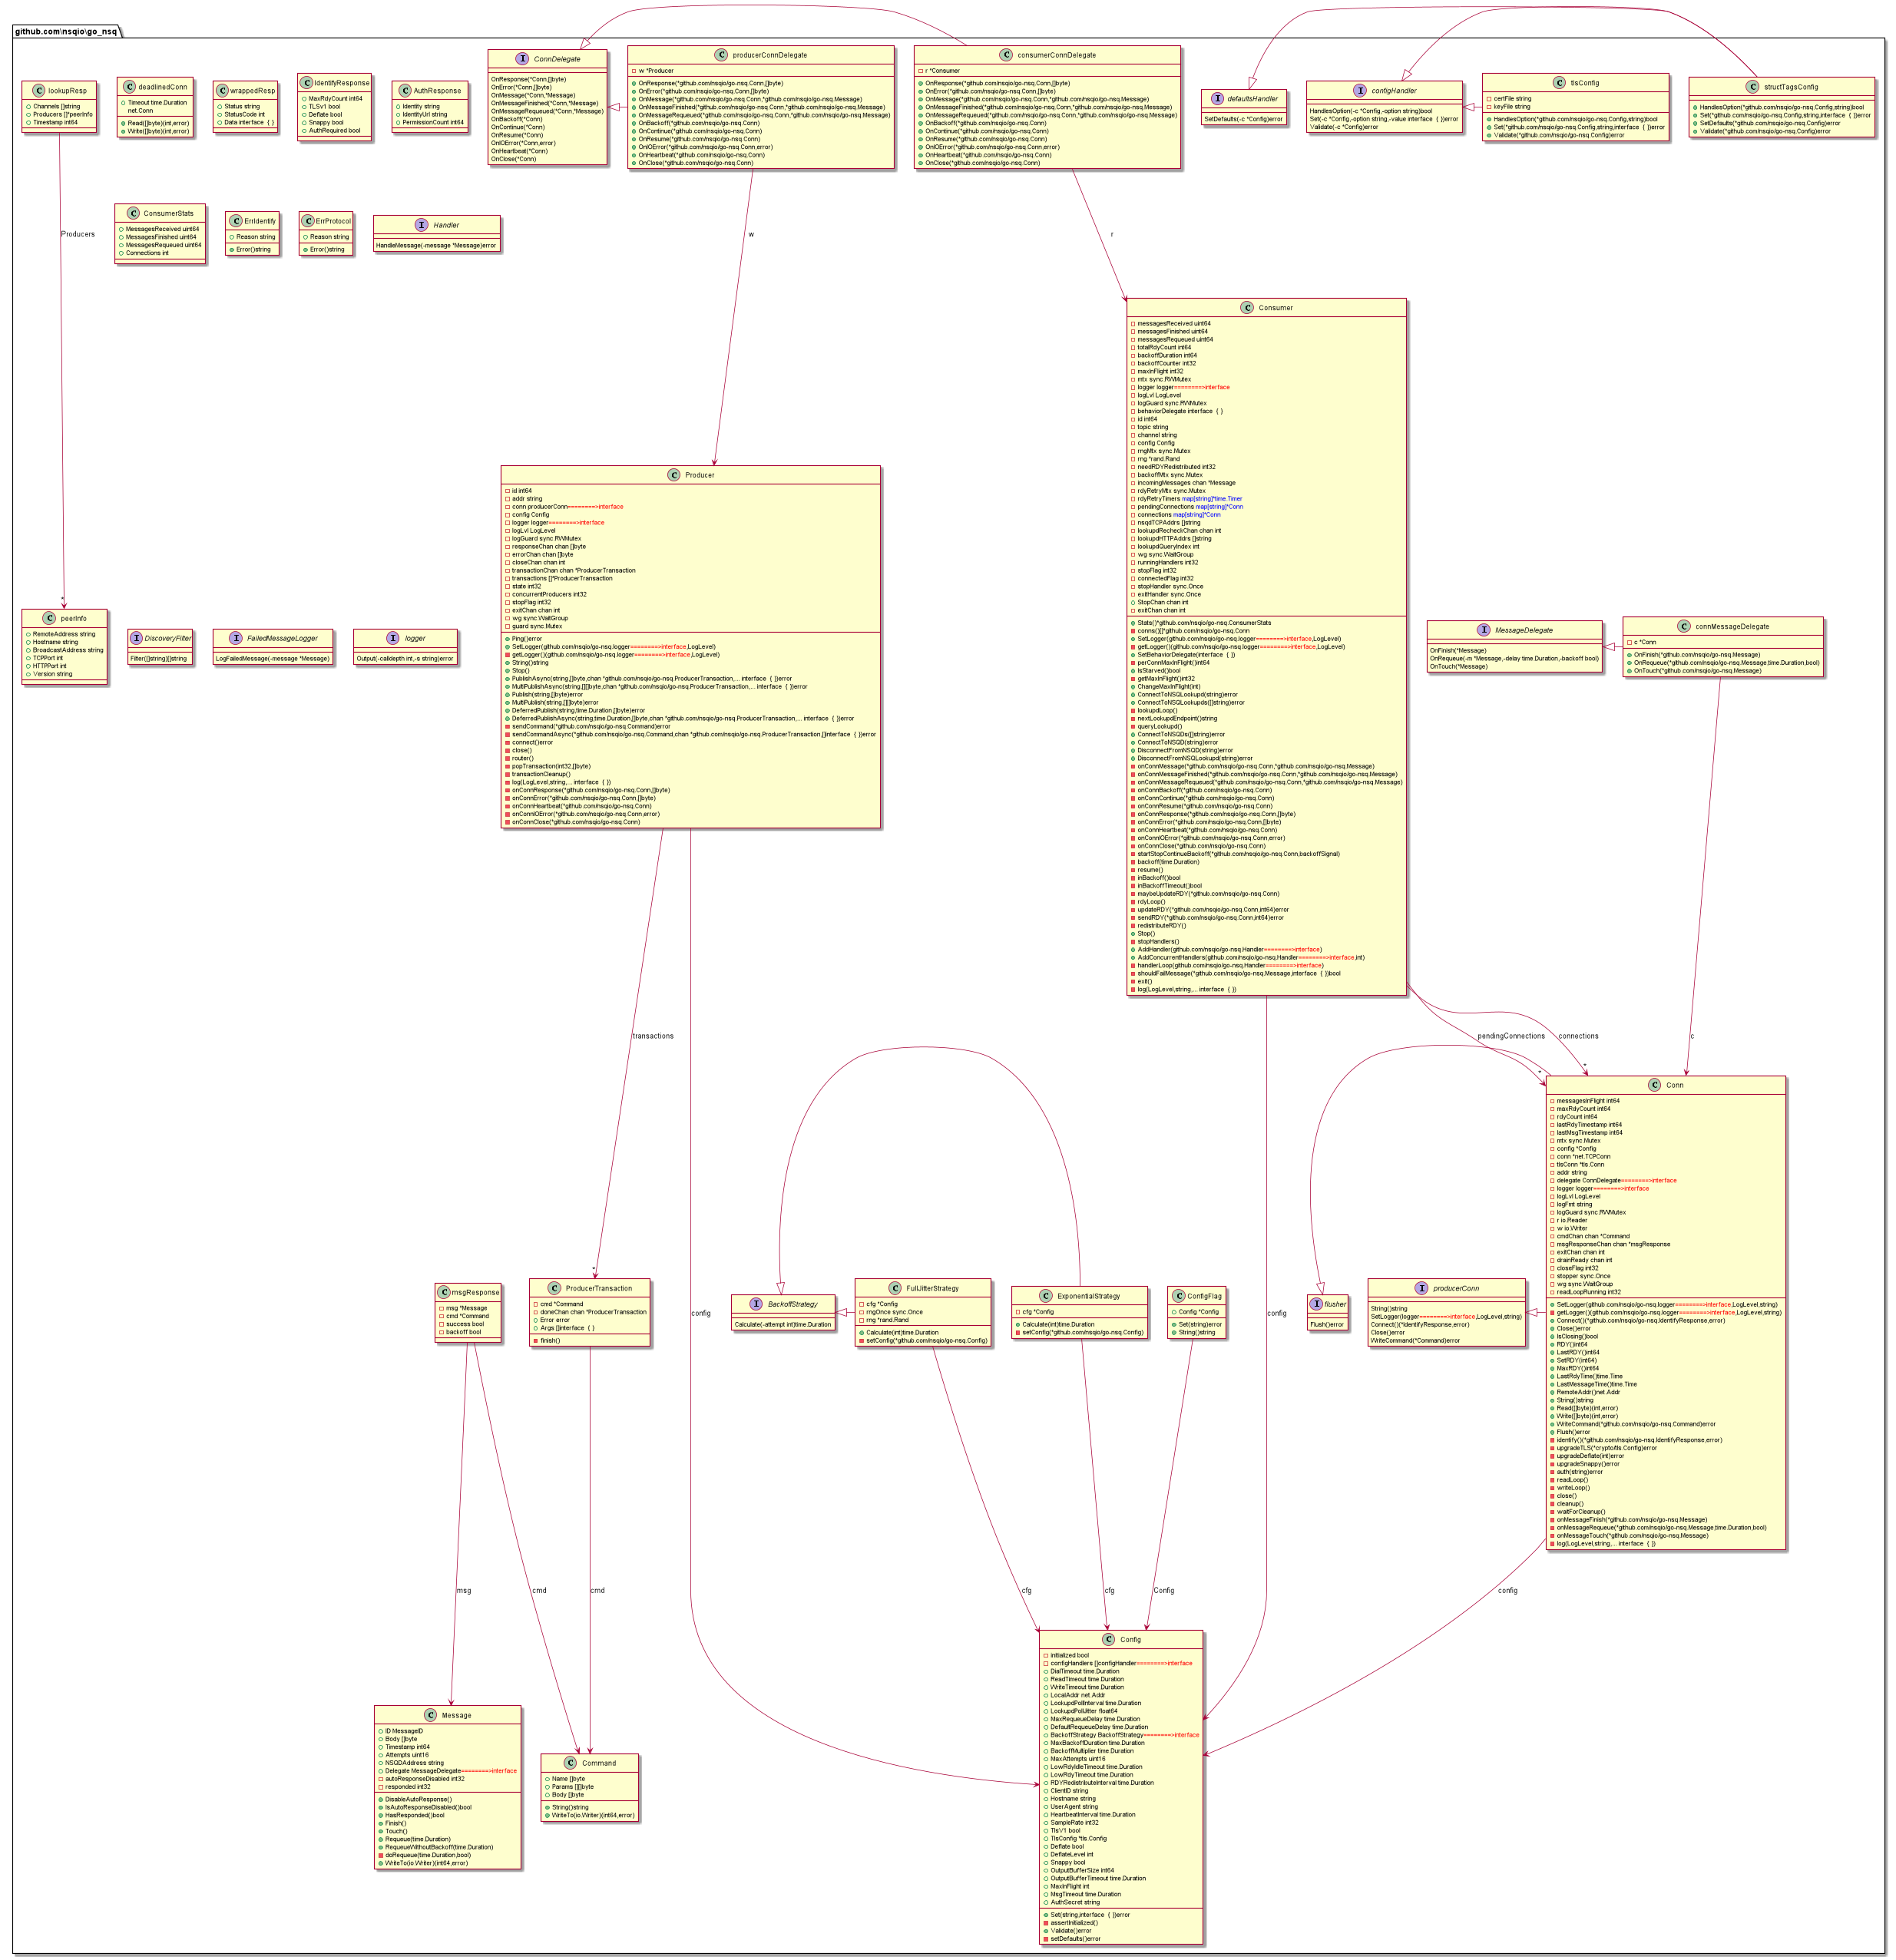 github.com\nsqio\go_nsq
lookupResp
Channels []string
Producers []*peerInfo
Timestamp int64
deadlinedConn
Timeout time.Duration
net.Conn
Read([]byte)(int,error)
Write([]byte)(int,error)
wrappedResp
Status string
StatusCode int
Data interface { }
IdentifyResponse
MaxRdyCount int64
TLSv1 bool
Deflate bool
Snappy bool
AuthRequired bool
AuthResponse
Identity string
IdentityUrl string
PermissionCount int64
ConnDelegate
OnResponse(*Conn,[]byte)
OnError(*Conn,[]byte)
OnMessage(*Conn,*Message)
OnMessageFinished(*Conn,*Message)
OnMessageRequeued(*Conn,*Message)
OnBackoff(*Conn)
OnContinue(*Conn)
OnResume(*Conn)
OnIOError(*Conn,error)
OnHeartbeat(*Conn)
OnClose(*Conn)
producerConnDelegate
w *Producer
OnResponse(*github.com/nsqio/go-nsq.Conn,[]byte)
OnError(*github.com/nsqio/go-nsq.Conn,[]byte)
OnMessage(*github.com/nsqio/go-nsq.Conn,*github.com/nsqio/go-nsq.Message)
OnMessageFinished(*github.com/nsqio/go-nsq.Conn,*github.com/nsqio/go-nsq.Message)
OnMessageRequeued(*github.com/nsqio/go-nsq.Conn,*github.com/nsqio/go-nsq.Message)
OnBackoff(*github.com/nsqio/go-nsq.Conn)
OnContinue(*github.com/nsqio/go-nsq.Conn)
OnResume(*github.com/nsqio/go-nsq.Conn)
OnIOError(*github.com/nsqio/go-nsq.Conn,error)
OnHeartbeat(*github.com/nsqio/go-nsq.Conn)
OnClose(*github.com/nsqio/go-nsq.Conn)
consumerConnDelegate
r *Consumer
OnResponse(*github.com/nsqio/go-nsq.Conn,[]byte)
OnError(*github.com/nsqio/go-nsq.Conn,[]byte)
OnMessage(*github.com/nsqio/go-nsq.Conn,*github.com/nsqio/go-nsq.Message)
OnMessageFinished(*github.com/nsqio/go-nsq.Conn,*github.com/nsqio/go-nsq.Message)
OnMessageRequeued(*github.com/nsqio/go-nsq.Conn,*github.com/nsqio/go-nsq.Message)
OnBackoff(*github.com/nsqio/go-nsq.Conn)
OnContinue(*github.com/nsqio/go-nsq.Conn)
OnResume(*github.com/nsqio/go-nsq.Conn)
OnIOError(*github.com/nsqio/go-nsq.Conn,error)
OnHeartbeat(*github.com/nsqio/go-nsq.Conn)
OnClose(*github.com/nsqio/go-nsq.Conn)
defaultsHandler
SetDefaults(-c *Config)error
configHandler
HandlesOption(-c *Config,-option string)bool
Set(-c *Config,-option string,-value interface { })error
Validate(-c *Config)error
tlsConfig
certFile string
keyFile string
HandlesOption(*github.com/nsqio/go-nsq.Config,string)bool
Set(*github.com/nsqio/go-nsq.Config,string,interface { })error
Validate(*github.com/nsqio/go-nsq.Config)error
structTagsConfig
HandlesOption(*github.com/nsqio/go-nsq.Config,string)bool
Set(*github.com/nsqio/go-nsq.Config,string,interface { })error
SetDefaults(*github.com/nsqio/go-nsq.Config)error
Validate(*github.com/nsqio/go-nsq.Config)error
ConsumerStats
MessagesReceived uint64
MessagesFinished uint64
MessagesRequeued uint64
Connections int
ErrIdentify
Reason string
Error()string
ErrProtocol
Reason string
Error()string
Handler
HandleMessage(-message *Message)error
Producers
w
r
Consumer
messagesReceived uint64
messagesFinished uint64
messagesRequeued uint64
totalRdyCount int64
backoffDuration int64
backoffCounter int32
maxInFlight int32
mtx sync.RWMutex
logger logger========>interface
logLvl LogLevel
logGuard sync.RWMutex
behaviorDelegate interface { }
id int64
topic string
channel string
config Config
rngMtx sync.Mutex
rng *rand.Rand
needRDYRedistributed int32
backoffMtx sync.Mutex
incomingMessages chan *Message
rdyRetryMtx sync.Mutex
rdyRetryTimers map[string]*time.Timer
pendingConnections map[string]*Conn
connections map[string]*Conn
nsqdTCPAddrs []string
lookupdRecheckChan chan int
lookupdHTTPAddrs []string
lookupdQueryIndex int
wg sync.WaitGroup
runningHandlers int32
stopFlag int32
connectedFlag int32
stopHandler sync.Once
exitHandler sync.Once
StopChan chan int
exitChan chan int
Stats()*github.com/nsqio/go-nsq.ConsumerStats
conns()[]*github.com/nsqio/go-nsq.Conn
SetLogger(github.com/nsqio/go-nsq.logger========>interface,LogLevel)
getLogger()(github.com/nsqio/go-nsq.logger========>interface,LogLevel)
SetBehaviorDelegate(interface { })
perConnMaxInFlight()int64
IsStarved()bool
getMaxInFlight()int32
ChangeMaxInFlight(int)
ConnectToNSQLookupd(string)error
ConnectToNSQLookupds([]string)error
lookupdLoop()
nextLookupdEndpoint()string
queryLookupd()
ConnectToNSQDs([]string)error
ConnectToNSQD(string)error
DisconnectFromNSQD(string)error
DisconnectFromNSQLookupd(string)error
onConnMessage(*github.com/nsqio/go-nsq.Conn,*github.com/nsqio/go-nsq.Message)
onConnMessageFinished(*github.com/nsqio/go-nsq.Conn,*github.com/nsqio/go-nsq.Message)
onConnMessageRequeued(*github.com/nsqio/go-nsq.Conn,*github.com/nsqio/go-nsq.Message)
onConnBackoff(*github.com/nsqio/go-nsq.Conn)
onConnContinue(*github.com/nsqio/go-nsq.Conn)
onConnResume(*github.com/nsqio/go-nsq.Conn)
onConnResponse(*github.com/nsqio/go-nsq.Conn,[]byte)
onConnError(*github.com/nsqio/go-nsq.Conn,[]byte)
onConnHeartbeat(*github.com/nsqio/go-nsq.Conn)
onConnIOError(*github.com/nsqio/go-nsq.Conn,error)
onConnClose(*github.com/nsqio/go-nsq.Conn)
startStopContinueBackoff(*github.com/nsqio/go-nsq.Conn,backoffSignal)
backoff(time.Duration)
resume()
inBackoff()bool
inBackoffTimeout()bool
maybeUpdateRDY(*github.com/nsqio/go-nsq.Conn)
rdyLoop()
updateRDY(*github.com/nsqio/go-nsq.Conn,int64)error
sendRDY(*github.com/nsqio/go-nsq.Conn,int64)error
redistributeRDY()
Stop()
stopHandlers()
AddHandler(github.com/nsqio/go-nsq.Handler========>interface)
AddConcurrentHandlers(github.com/nsqio/go-nsq.Handler========>interface,int)
handlerLoop(github.com/nsqio/go-nsq.Handler========>interface)
shouldFailMessage(*github.com/nsqio/go-nsq.Message,interface { })bool
exit()
log(LogLevel,string,... interface { })
Producer
id int64
addr string
conn producerConn========>interface
config Config
logger logger========>interface
logLvl LogLevel
logGuard sync.RWMutex
responseChan chan []byte
errorChan chan []byte
closeChan chan int
transactionChan chan *ProducerTransaction
transactions []*ProducerTransaction
state int32
concurrentProducers int32
stopFlag int32
exitChan chan int
wg sync.WaitGroup
guard sync.Mutex
Ping()error
SetLogger(github.com/nsqio/go-nsq.logger========>interface,LogLevel)
getLogger()(github.com/nsqio/go-nsq.logger========>interface,LogLevel)
String()string
Stop()
PublishAsync(string,[]byte,chan *github.com/nsqio/go-nsq.ProducerTransaction,... interface { })error
MultiPublishAsync(string,[][]byte,chan *github.com/nsqio/go-nsq.ProducerTransaction,... interface { })error
Publish(string,[]byte)error
MultiPublish(string,[][]byte)error
DeferredPublish(string,time.Duration,[]byte)error
DeferredPublishAsync(string,time.Duration,[]byte,chan *github.com/nsqio/go-nsq.ProducerTransaction,... interface { })error
sendCommand(*github.com/nsqio/go-nsq.Command)error
sendCommandAsync(*github.com/nsqio/go-nsq.Command,chan *github.com/nsqio/go-nsq.ProducerTransaction,[]interface { })error
connect()error
close()
router()
popTransaction(int32,[]byte)
transactionCleanup()
log(LogLevel,string,... interface { })
onConnResponse(*github.com/nsqio/go-nsq.Conn,[]byte)
onConnError(*github.com/nsqio/go-nsq.Conn,[]byte)
onConnHeartbeat(*github.com/nsqio/go-nsq.Conn)
onConnIOError(*github.com/nsqio/go-nsq.Conn,error)
onConnClose(*github.com/nsqio/go-nsq.Conn)
*
peerInfo
RemoteAddress string
Hostname string
BroadcastAddress string
TCPPort int
HTTPPort int
Version string
DiscoveryFilter
Filter([]string)[]string
FailedMessageLogger
LogFailedMessage(-message *Message)
logger
Output(-calldepth int,-s string)error
MessageDelegate
OnFinish(*Message)
OnRequeue(-m *Message,-delay time.Duration,-backoff bool)
OnTouch(*Message)
connMessageDelegate
c *Conn
OnFinish(*github.com/nsqio/go-nsq.Message)
OnRequeue(*github.com/nsqio/go-nsq.Message,time.Duration,bool)
OnTouch(*github.com/nsqio/go-nsq.Message)
transactions
pendingConnections
connections
c
*
*
Conn
messagesInFlight int64
maxRdyCount int64
rdyCount int64
lastRdyTimestamp int64
lastMsgTimestamp int64
mtx sync.Mutex
config *Config
conn *net.TCPConn
tlsConn *tls.Conn
addr string
delegate ConnDelegate========>interface
logger logger========>interface
logLvl LogLevel
logFmt string
logGuard sync.RWMutex
r io.Reader
w io.Writer
cmdChan chan *Command
msgResponseChan chan *msgResponse
exitChan chan int
drainReady chan int
closeFlag int32
stopper sync.Once
wg sync.WaitGroup
readLoopRunning int32
SetLogger(github.com/nsqio/go-nsq.logger========>interface,LogLevel,string)
getLogger()(github.com/nsqio/go-nsq.logger========>interface,LogLevel,string)
Connect()(*github.com/nsqio/go-nsq.IdentifyResponse,error)
Close()error
IsClosing()bool
RDY()int64
LastRDY()int64
SetRDY(int64)
MaxRDY()int64
LastRdyTime()time.Time
LastMessageTime()time.Time
RemoteAddr()net.Addr
String()string
Read([]byte)(int,error)
Write([]byte)(int,error)
WriteCommand(*github.com/nsqio/go-nsq.Command)error
Flush()error
identify()(*github.com/nsqio/go-nsq.IdentifyResponse,error)
upgradeTLS(*crypto/tls.Config)error
upgradeDeflate(int)error
upgradeSnappy()error
auth(string)error
readLoop()
writeLoop()
close()
cleanup()
waitForCleanup()
onMessageFinish(*github.com/nsqio/go-nsq.Message)
onMessageRequeue(*github.com/nsqio/go-nsq.Message,time.Duration,bool)
onMessageTouch(*github.com/nsqio/go-nsq.Message)
log(LogLevel,string,... interface { })
*
msgResponse
msg *Message
cmd *Command
success bool
backoff bool
ProducerTransaction
cmd *Command
doneChan chan *ProducerTransaction
Error error
Args []interface { }
finish()
BackoffStrategy
Calculate(-attempt int)time.Duration
FullJitterStrategy
cfg *Config
rngOnce sync.Once
rng *rand.Rand
Calculate(int)time.Duration
setConfig(*github.com/nsqio/go-nsq.Config)
ExponentialStrategy
cfg *Config
Calculate(int)time.Duration
setConfig(*github.com/nsqio/go-nsq.Config)
ConfigFlag
Config *Config
Set(string)error
String()string
flusher
Flush()error
producerConn
String()string
SetLogger(logger========>interface,LogLevel,string)
Connect()(*IdentifyResponse,error)
Close()error
WriteCommand(*Command)error
config
config
msg
cmd
cmd
cfg
cfg
Config
config
Config
initialized bool
configHandlers []configHandler========>interface
DialTimeout time.Duration
ReadTimeout time.Duration
WriteTimeout time.Duration
LocalAddr net.Addr
LookupdPollInterval time.Duration
LookupdPollJitter float64
MaxRequeueDelay time.Duration
DefaultRequeueDelay time.Duration
BackoffStrategy BackoffStrategy========>interface
MaxBackoffDuration time.Duration
BackoffMultiplier time.Duration
MaxAttempts uint16
LowRdyIdleTimeout time.Duration
LowRdyTimeout time.Duration
RDYRedistributeInterval time.Duration
ClientID string
Hostname string
UserAgent string
HeartbeatInterval time.Duration
SampleRate int32
TlsV1 bool
TlsConfig *tls.Config
Deflate bool
DeflateLevel int
Snappy bool
OutputBufferSize int64
OutputBufferTimeout time.Duration
MaxInFlight int
MsgTimeout time.Duration
AuthSecret string
Set(string,interface { })error
assertInitialized()
Validate()error
setDefaults()error
Message
ID MessageID
Body []byte
Timestamp int64
Attempts uint16
NSQDAddress string
Delegate MessageDelegate========>interface
autoResponseDisabled int32
responded int32
DisableAutoResponse()
IsAutoResponseDisabled()bool
HasResponded()bool
Finish()
Touch()
Requeue(time.Duration)
RequeueWithoutBackoff(time.Duration)
doRequeue(time.Duration,bool)
WriteTo(io.Writer)(int64,error)
Command
Name []byte
Params [][]byte
Body []byte
String()string
WriteTo(io.Writer)(int64,error)